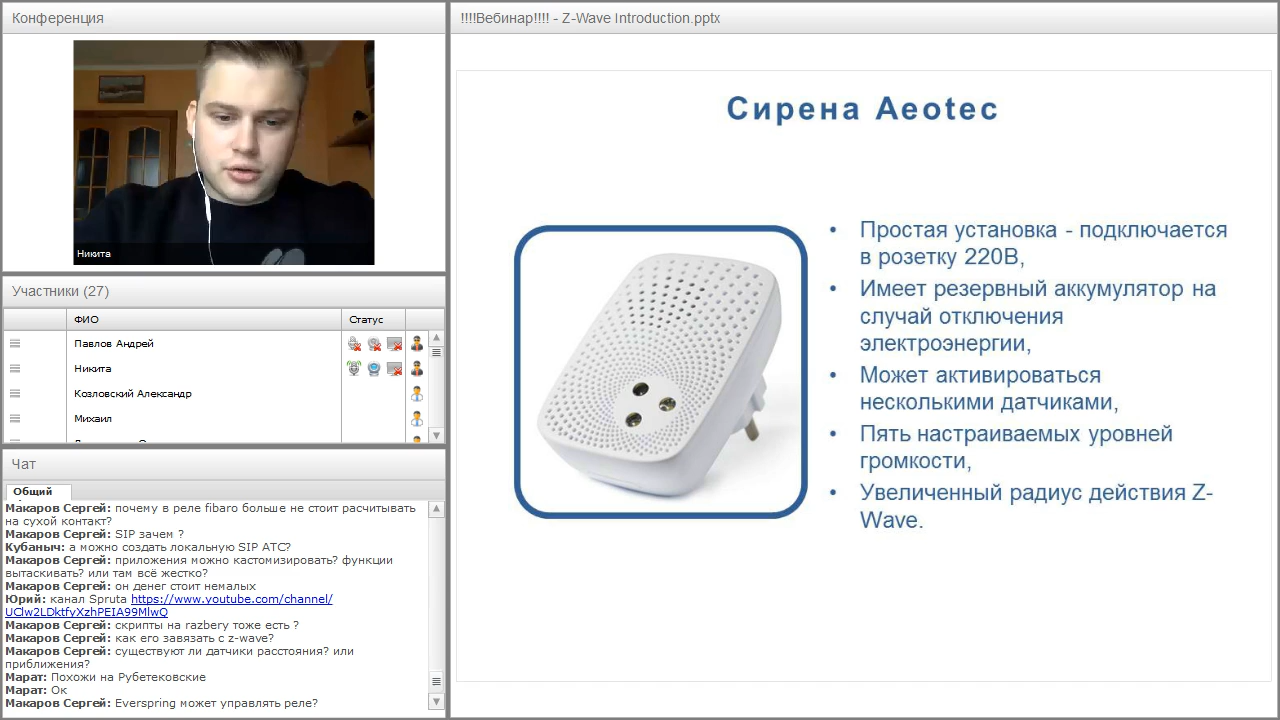 Конференция
Никита
Участники (27)
ФИО
Статус
Павлов Андрей
Никита
Козловский Александр
Михаил
Чат
Общий
Макаров Сергей: почему в реле fibaro больше не стоит расчитывать
на сухой контакт?
Макаров Сергей: SIP зачем ?
Кубаныч: а можно создать локальную SIP АТС?
Макаров Сергей: приложения можно кастомизировать? функции
вытаскивать? или там всё жестко?
Макаров Сергей: он денег стоит немалых
Юрий: канал Spruta https://www.youtube.com/channel/
UClw2LDktfyXzhPEIA99MlwQ
Макаров Сергей: скрипты на razbery тоже есть ?
Макаров Сергей: как его завязать с z-wave?
Макаров Сергей: существуют ли датчики расстояния? или
приближения?
Марат: Похожи на Рубетековские
Марат: Ок
Макаров Сергей: Everspring может управлять реле?
!!!!Вебинар!!!! - Z-Wave Introduction.pptx
Сирена Aeotec
• Простая установка - подключается
в розетку 220В,
• Имеет резервный аккумулятор на
случай отключения
электроэнергии,
• Может активироваться
несколькими датчиками,
• Пять настраиваемых уровней
громкости,
• Увеличенный радиус действия Z-
Wave.